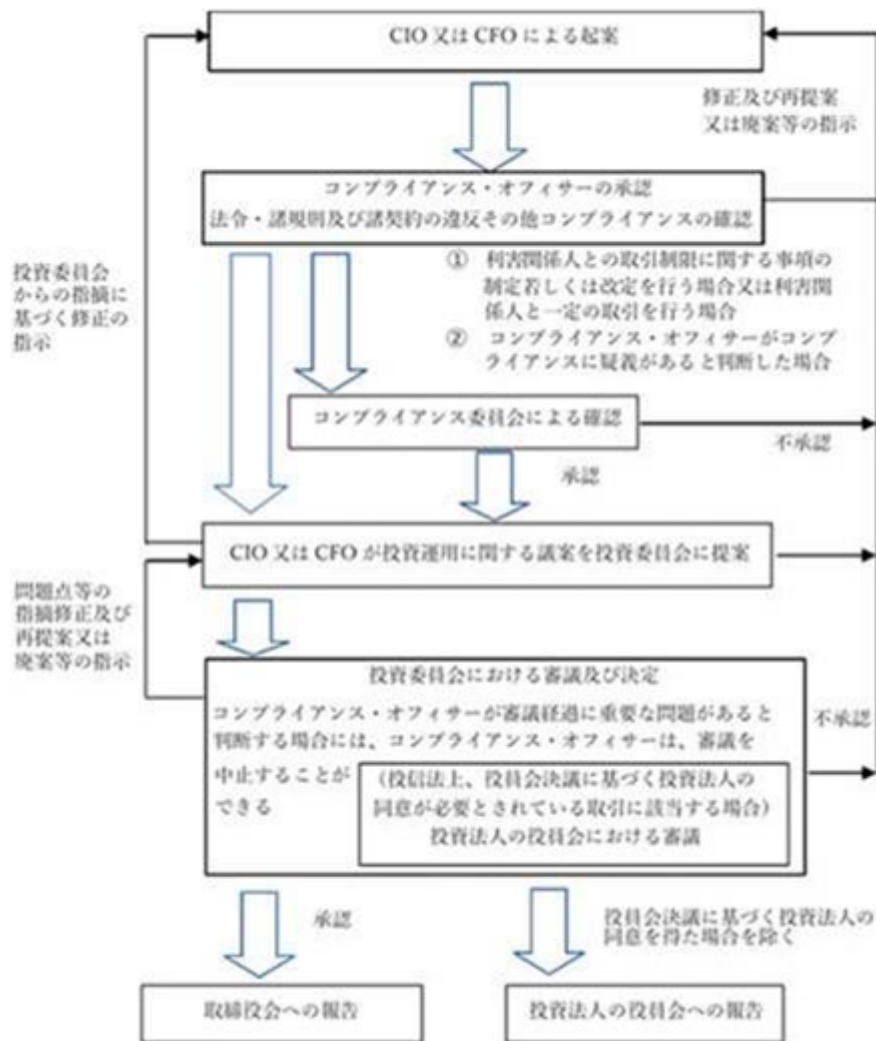 CIO 又は CFO による起案
修正及び再提案
又は廃案等の指示
コンプライアンス・オフィサーの承認
法令・諸規則及び諸契約の違反その他コンプライアンスの確認
投資委員会
からの指摘に
基づく修正の
指示
① 利害関係人との取引制限に関する事項の
制定若しくは改定を行う場合又は利害関
係人と一定の取引を行う場合
② コンプライアンス・オフィサーがコンプ
ライアンスに疑義があると判断した場合
コンプライアンス委員会による確認
不承認
承認
CIO 又は CFO が投資運用に関する議案を投資委員会に提案
問題点等の
指摘修正及び
再提案又は
廃案等の指示
投資委員会における審議及び決定
コンプライアンス・オフィサーが審議経過に重要な問題があると
判断する場合には、コンプライアンス・オフィサーは、審議を
中止することが
できる
不承認
(投信法上、役員会決議に基づく投資法人の
同意が必要とされている取引に該当する場合)
投資法人の役員会における審議
承認
役員会決議に基づく投資法人の
同意を得た場合を除く
取締役会への報告
投資法人の役員会への報告